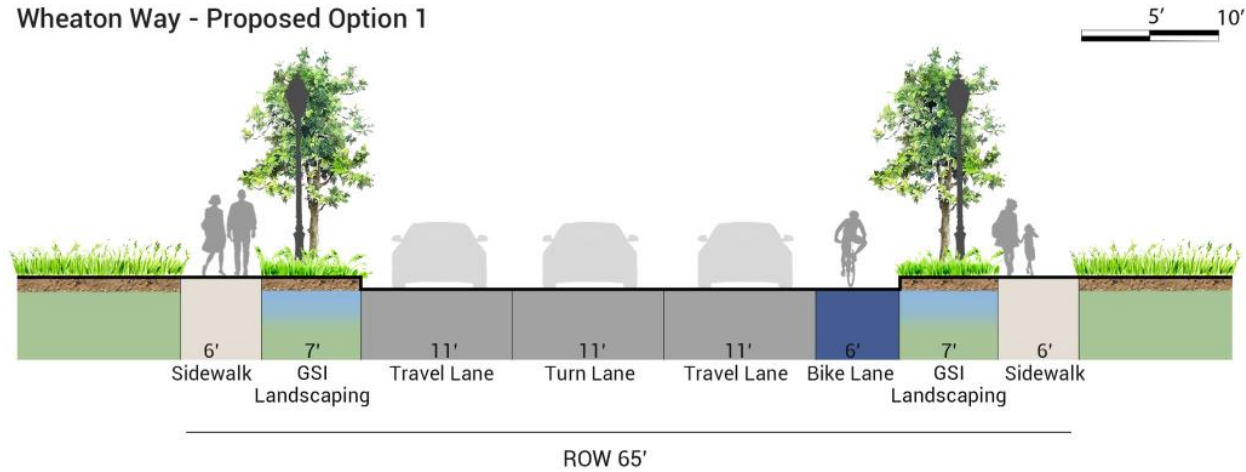 Wheaton Way - Proposed Option 1
5' 10'
6' 7' 11' 11' 11' 6' 7' 6'
Sidewalk GSI Travel Lane Turn Lane Travel Lane Bike Lane GSI Sidewalk
Landscaping Landscaping
ROW 65'